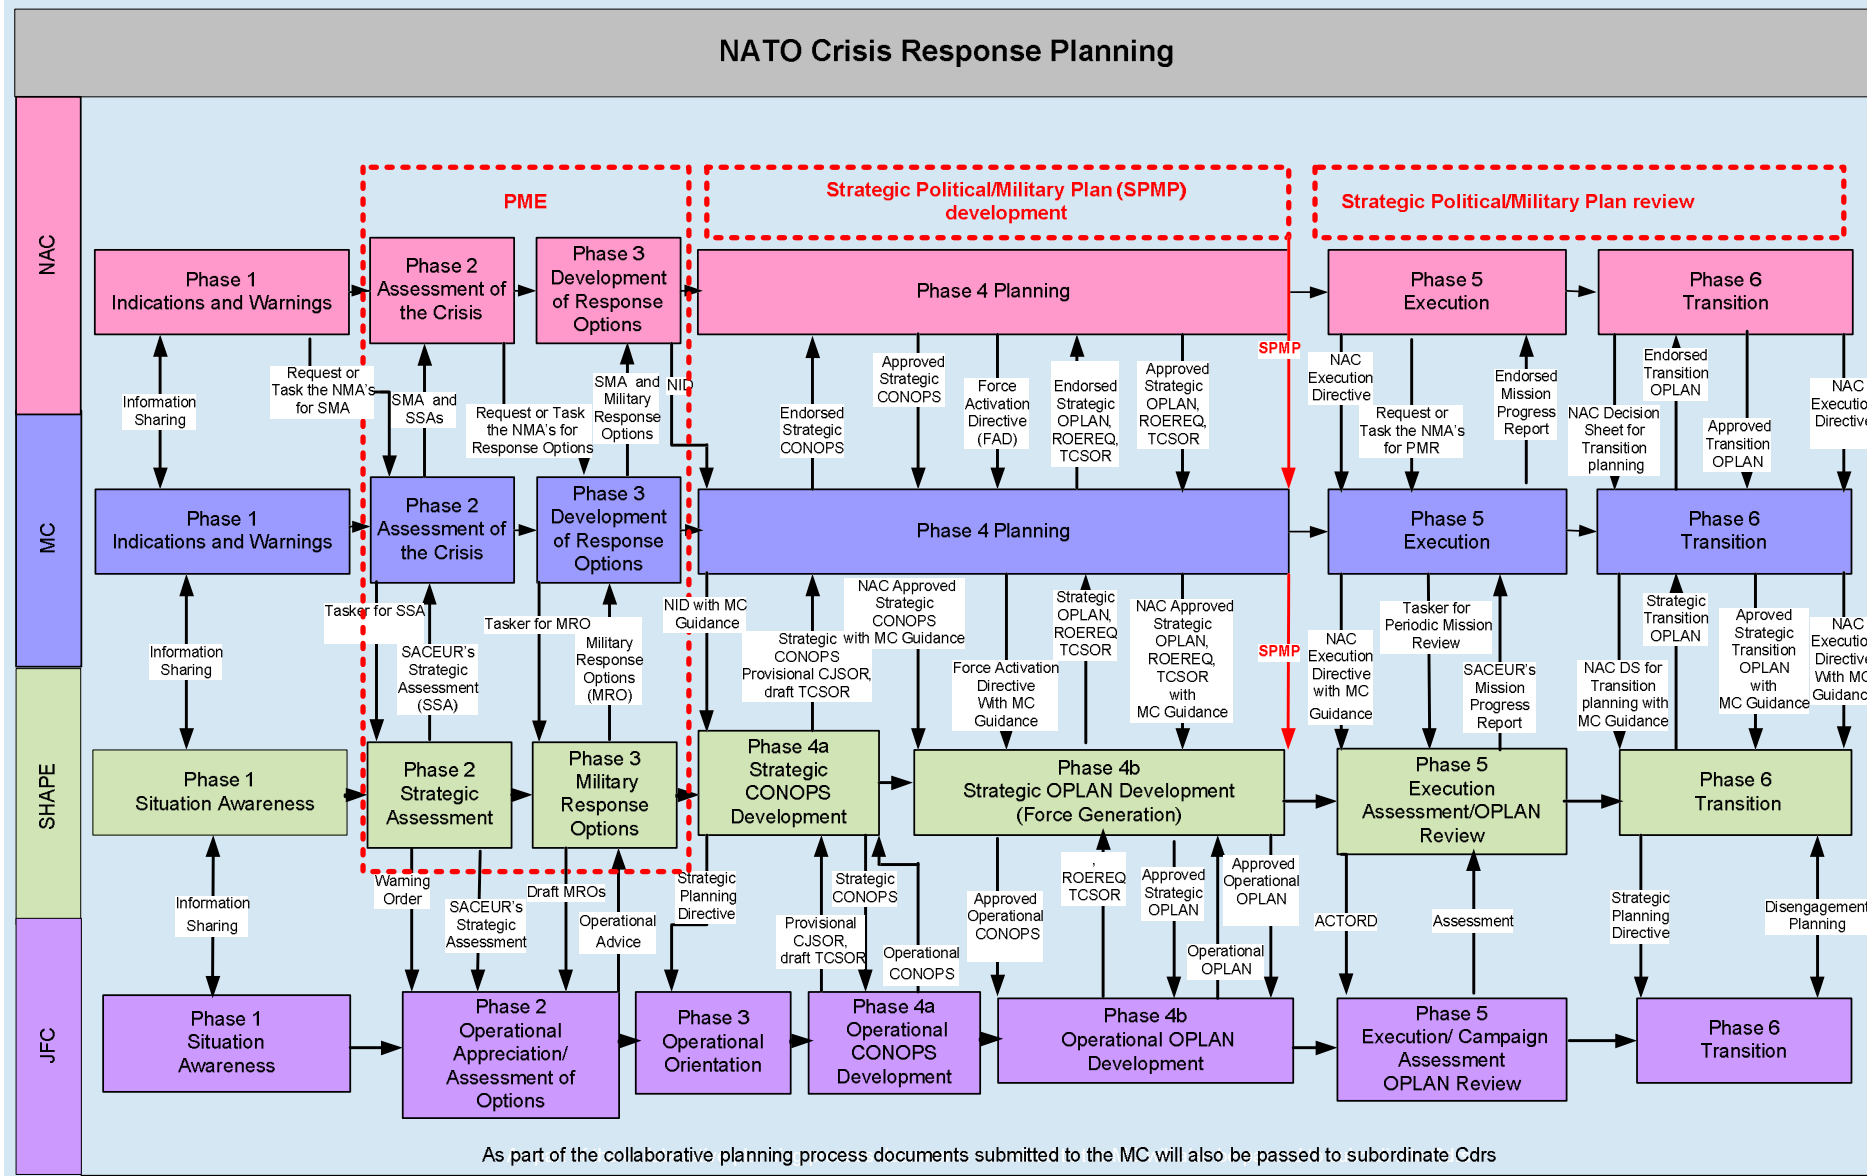 NATO Crisis Response Planning
NAC
MC
SHAPE
JFC
PME
Strategic Political/Military Plan (SPMP)
development
Strategic Political/Military Plan review
Phase 1
Indications and Warnings
Phase 2
Assessment of
the Crisis
Phase 3
Development
of Response
Options
Phase 4 Planning
Phase 5
Execution
Phase 6
Transition
Information
Sharing
Request or
Task the NMA's
for SMA
SMA and
SSAs
Request or Task
the NMA's for
Response Options
SMA and
Military
Response
Options
NID
Endorsed
Strategic
CONOPS
Approved
Strategic
CONOPS
Force
Activation
Directive
(FAD)
Endorsed
Strategic
OPLAN,
ROEREQ,
TCSOR
Approved
Strategic
OPLAN,
ROEREQ,
TCSOR
SPMP
NAC
Execution
Directive
Request or
Task the NMA's
for PMR
Endorsed
Mission
Progress
Report
NAC Decision
Sheet for
Transition
planning
Endorsed
Transition
OPLAN
Approved
Transition
OPLAN
NAC
Execution
Directive
Phase 1
Indications and Warnings
Phase 2
Assessment of
the Crisis
Phase 3
Development
of Response
Options
Phase 4 Planning
Phase 5
Execution
Phase 6
Transition
Information
Sharing
Tasker for SSA
SACEUR's
Strategic
Assessment
(SSA)
Tasker for MRO
Military
Response
Options
(MRO)
NID with MC
Guidance
Strategic
CONOPS
Provisional CJSOR,
draft TCSOR
NAC Approved
Strategic
CONOPS
with MC Guidance
Force Activation
Directive
With MC
Guidance
Strategic
OPLAN,
ROEREQ
TCSOR
NAC Approved
Strategic
OPLAN,
ROEREQ,
TCSOR
with
MC Guidance
SPMP
NAC
Execution
Directive
with MC
Guidance
Tasker for
Periodic Mission
Review
SACEUR's
Mission
Progress
Report
NAC DS for
Transition
planning with
MC Guidance
Strategic
Transition
OPLAN
Aproved
Strategic
Transition
OPLAN
with
MC Guidance
NAC
Execution
Directive
With MC
Guidance
Phase 1
Situation Awareness
Phase 2
Strategic
Assessment
Phase 3
Military
Response
Options
Phase 4a
Strategic
CONOPS
Development
Phase 4b
Strategic OPLAN Development
(Force Generation)
Phase 5
Execution
Assessment/OPLAN
Review
Phase 6
Transition
Information
Sharing
Warning
Order
SACEUR's
Strategic
Assessment
Draft MROs
Operational
Advice
Strategic
Planning
Directive
Provisional
CJSOR,
draft TCSOR
Strategic
CONOPS
Operational
CONOPS
Approved
Operational
CONOPS
,
ROEREQ
TCSOR
Approved
Strategic
OPLAN
Operational
OPLAN
Approved
Operational
OPLAN
ACTORD
Assessment
Strategic
Planning
Directive
Disengagement
Planning
Phase 1
Situation
Awareness
Phase 2
Operational
Appreciation/
Assessment of
Options
Phase 3
Operational
Orientation
Phase 4a
Operational
CONOPS
Development
Phase 4b
Operational OPLAN
Development
Phase 5
Execution/ Campaign
Assessment
OPLAN Review
Phase 6
Transition
As part of the collaborative planning process documents submitted to the MC will also be passed to subordinate Cdrs